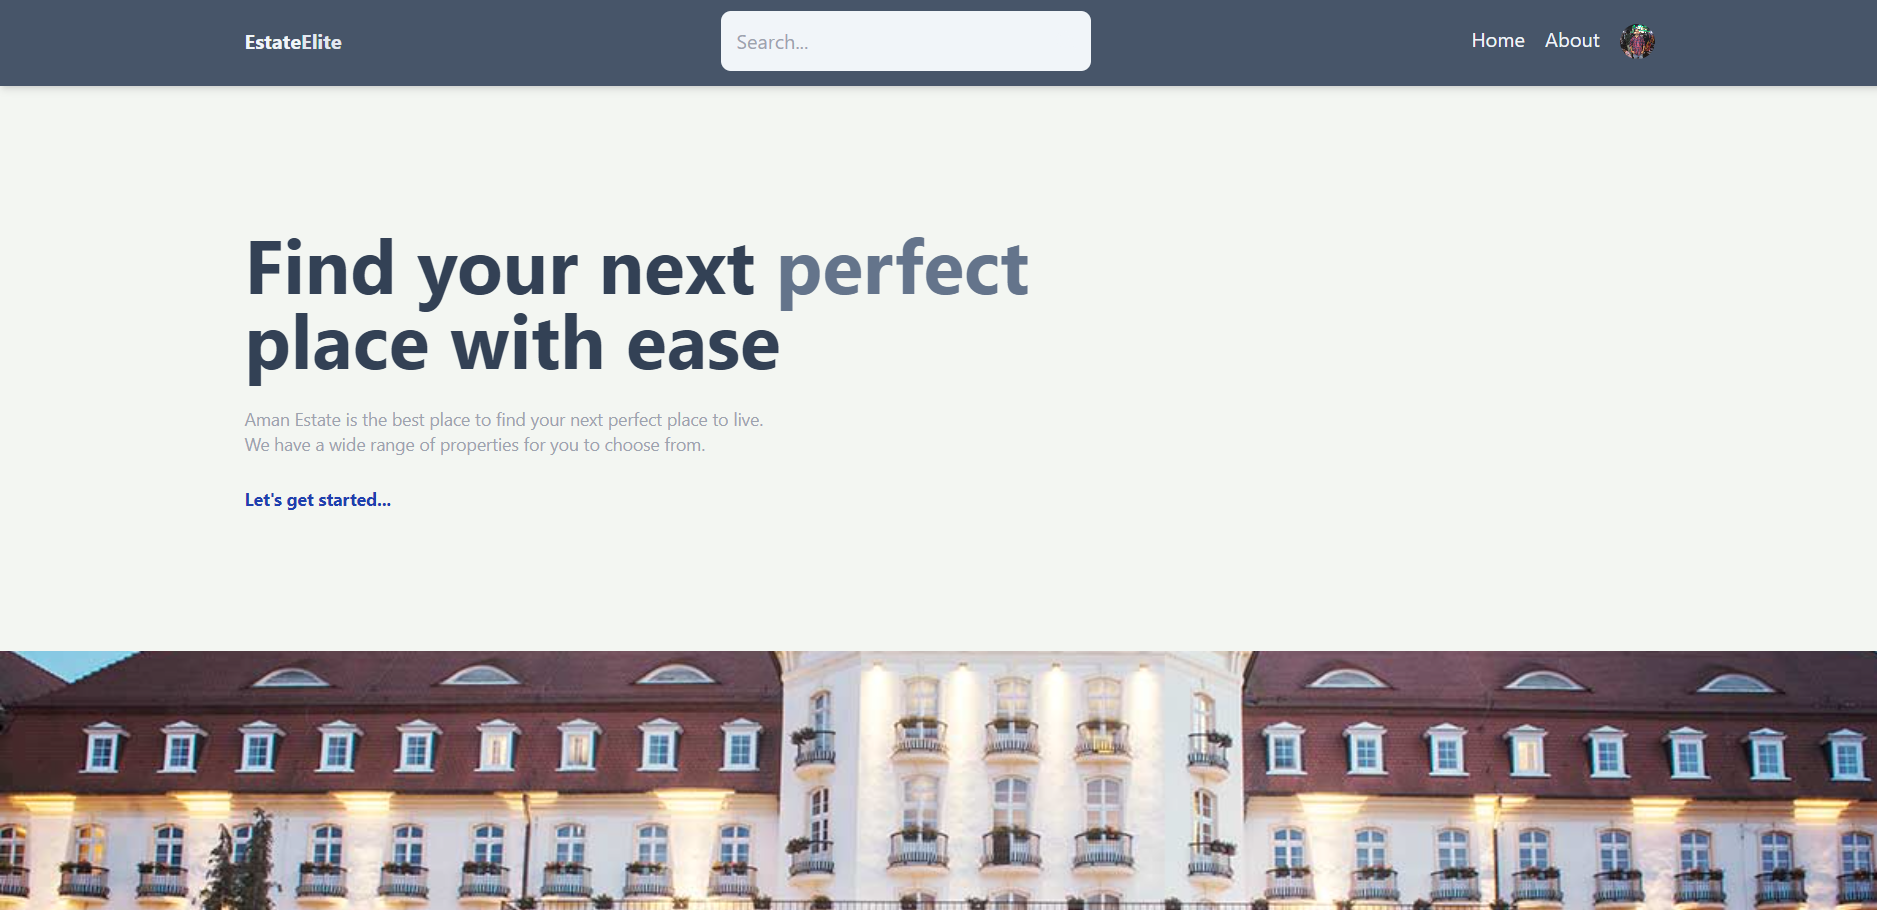 EstateElite
Search...
Home
About
Find your next perfect
place with ease
Aman Estate is the best place to find your next perfect place to live.
We have a wide range of properties for you to choose from.
Let's get started...